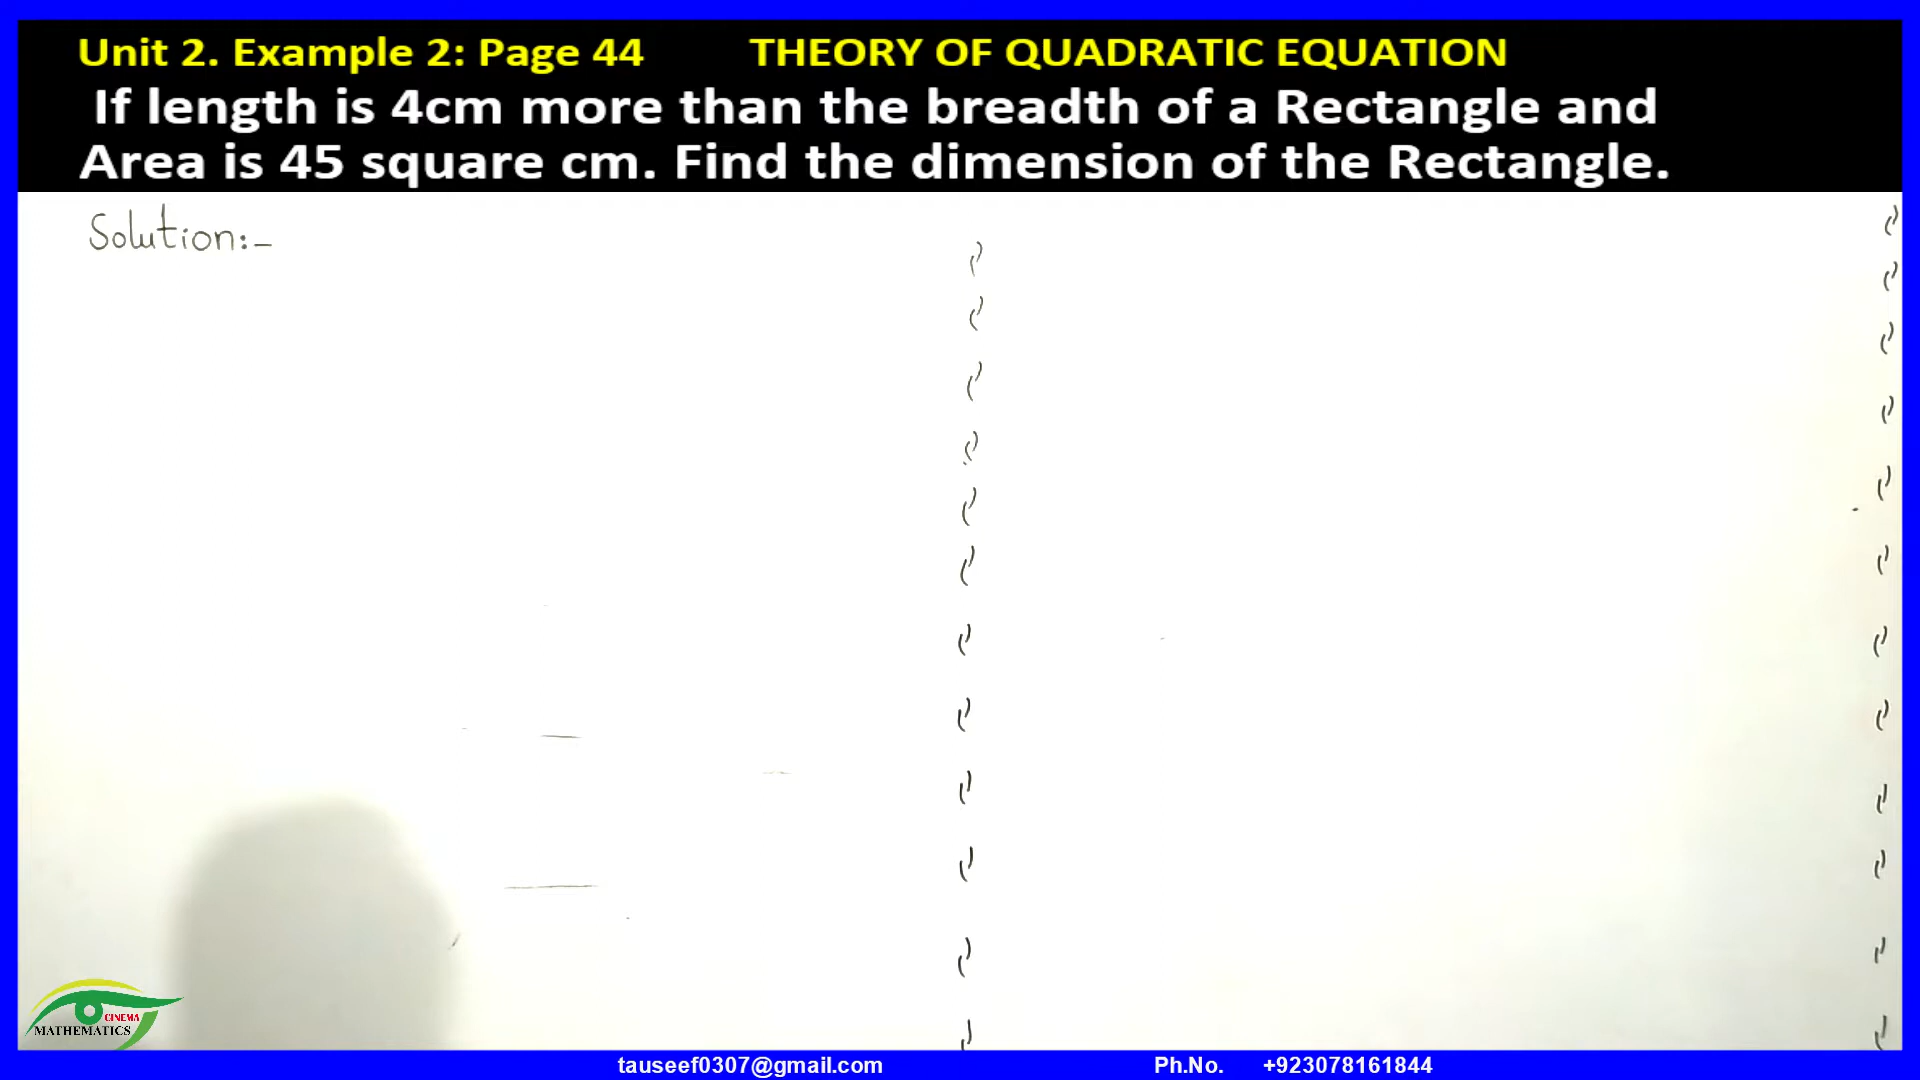 Unit 2. Example 2: Page 44 THEORY OF QUADRATIC EQUATION
If length is 4cm more than the breadth of a Rectangle and
Area is 45 square cm. Find the dimension of the Rectangle.
Solution:-
CINEMA
MATHEMATICS
tauseef0307@gmail.com Ph.No. +923078161844